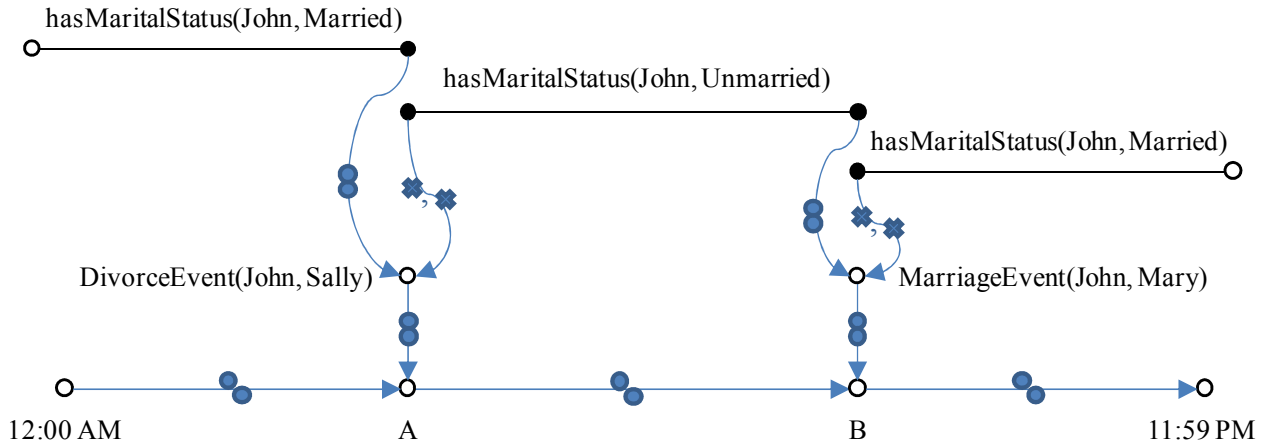 hasMaritalStatus(John, Married)
hasMaritalStatus(John, Unmarried)
hasMaritalStatus(John, Married)
,
,
DivorceEvent(John, Sally)
MarriageEvent(John, Mary)
12:00 AM
A
B
11:59 PM